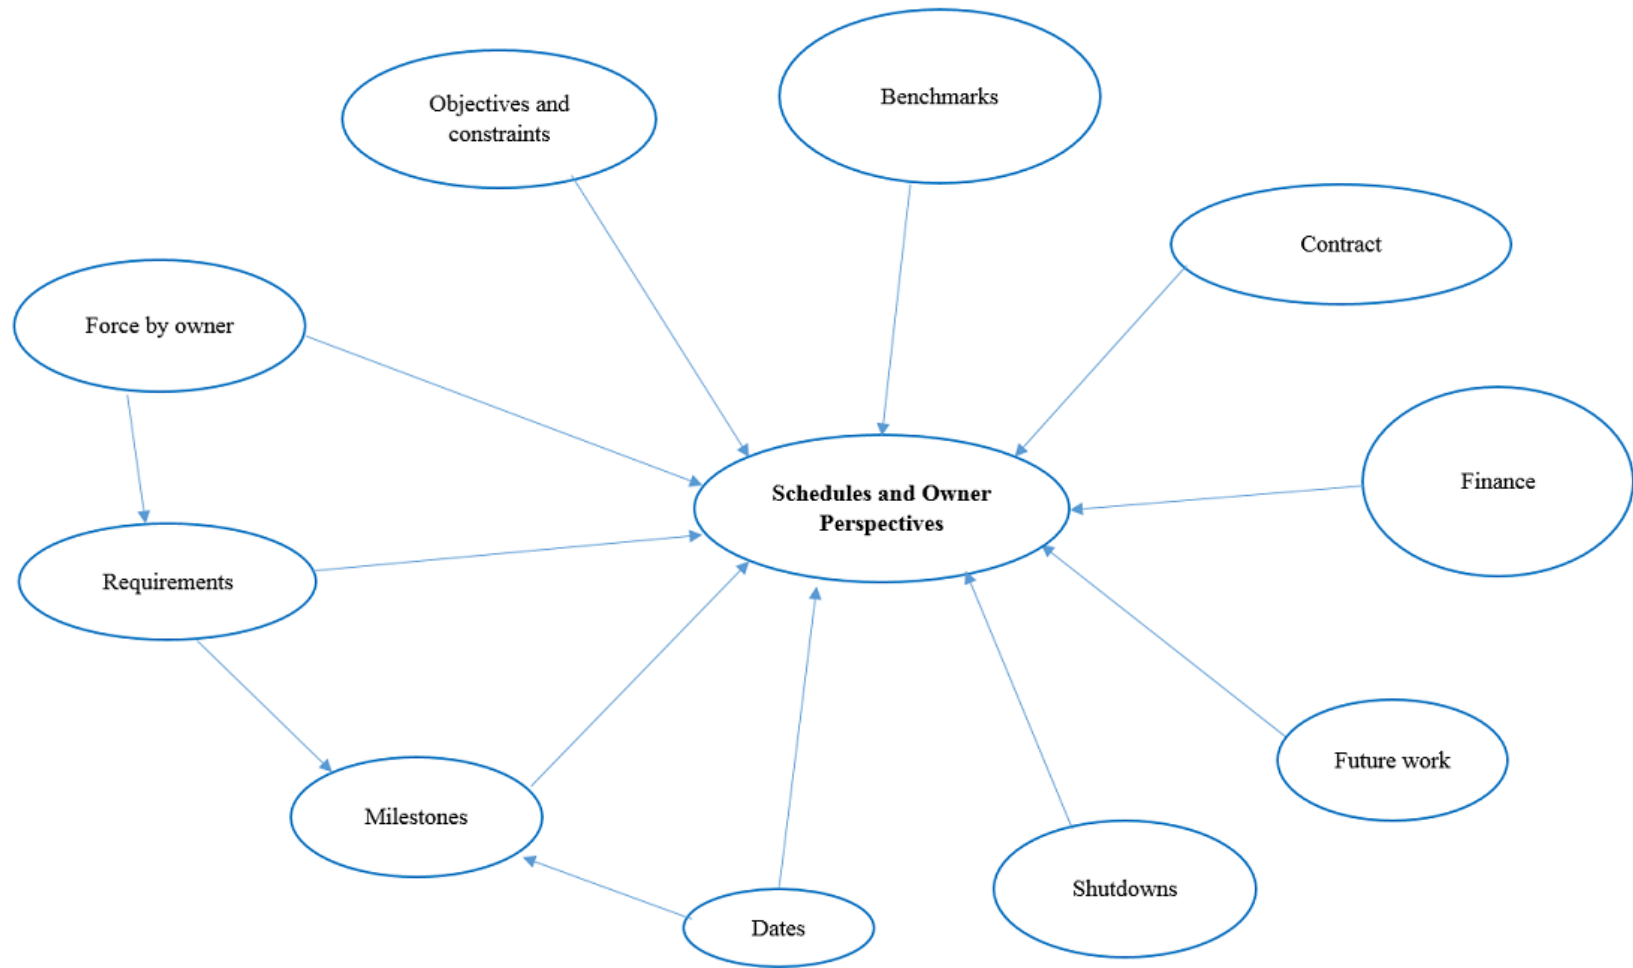 Objectives and
constraints
Benchmarks
Contract
Force by owner
Finance
Schedules and Owner
Perspectives
Requirements
Future work
Milestones
Shutdowns
Dates